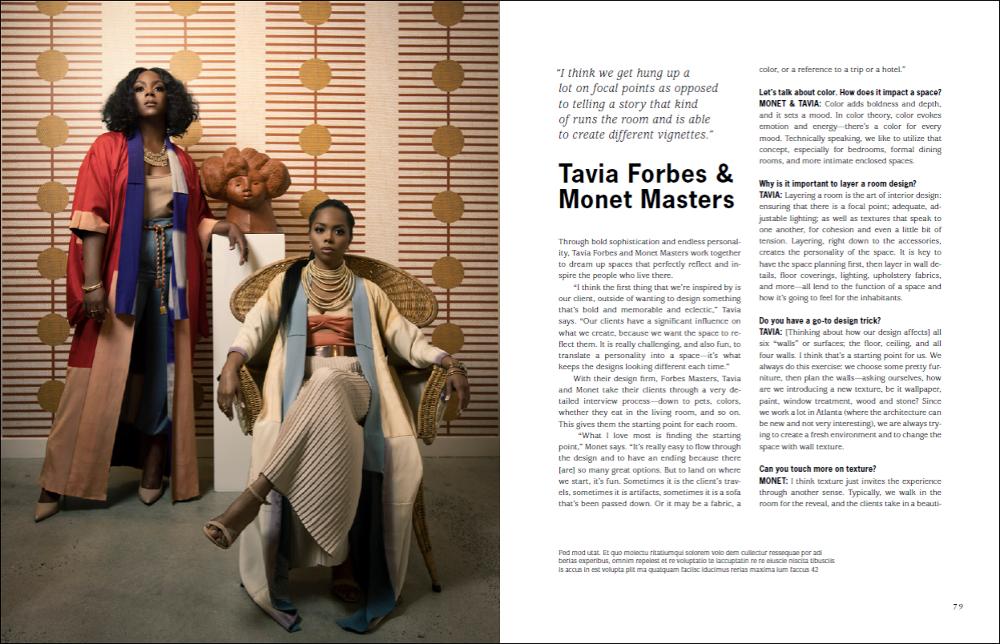 "I think we get hung up a
lot on focal points as opposed
to telling a story that kind
of runs the room and is able
to create different vignettes."
Tavia Forbes &
Monet Masters
Through bold sophistication and endless personal-
ity, Tavia Forbes and Monet Masters work together
to dream up spaces that perfectly reflect and in-
spire the people who live there.
"I think the first thing that we're inspired by is
our client, outside of wanting to design something
that's bold and memorable and eclectic," Tavia
says. "Our clients have a significant influence on
what we create, because we want the space to re-
flect them. It is really challenging, and also fun, to
translate a personality into a space—it's what
keeps the designs looking different each time."
With their design firm, Forbes Masters, Tavia
and Monet take their clients through a very de-
tailed interview process—down to pets, colors,
whether they eat in the living room, and so on.
This gives them the starting point for each room.
"What I love most is finding the starting
point," Monet says. "It's really easy to flow through
the design and to have an ending because there
[are] so many great options. But to land on where
we start, it's fun. Sometimes it is the client's trav-
els, sometimes it is artifacts, sometimes it is a sofa
that's been passed down. Or it may be a fabric, a
color, or a reference to a trip or a hotel."
Let's talk about color. How does it impact a space?
MONET & TAVIA: Color adds boldness and depth,
and it sets a mood. In color theory, color evokes
emotion and energy—there's a color for every
mood. Technically speaking, we like to utilize that
concept, especially for bedrooms, formal dining
rooms, and more intimate enclosed spaces.
Why is it important to layer a room design?
TAVIA: Layering a room is the art of interior design:
ensuring that there is a focal point; adequate, ad-
justable lighting; as well as textures that speak to
one another, for cohesion and even a little bit of
tension. Layering, right down to the accessories,
creates the personality of the space. It is key to
have the space planning first, then layer in wall de-
tails, floor coverings, lighting, upholstery fabrics,
and more—all lend to the function of a space and
how it's going to feel for the inhabitants.
Do you have a go-to design trick?
TAVIA: [Thinking about how our design affects] all
six "walls" or surfaces; the floor, ceiling, and all
four walls. I think that's a starting point for us. We
always do this exercise: we choose some pretty fur-
niture, then plan the walls—asking ourselves, how
are we introducing a new texture, be it wallpaper,
paint, window treatment, wood and stone? Since
we work a lot in Atlanta (where the architecture can
be new and not very interesting), we are always try-
ing to create a fresh environment and to change the
space with wall texture.
Can you touch more on texture?
MONET: I think texture just invites the experience
through another sense. Typically, we walk in the
room for the reveal, and the clients take in a beauti-
Ped mod utat. Et quo molectu ritatiumqui solorem volo dem cullectur ressequae por adi
berias experibus, omnim repelest et re voluptatio te laccuptatin re re eiuscie niscita tibusciis
is accus in est volupta plit ma quatquam facilisc iducimus rerias maxima ium faccus 42
79